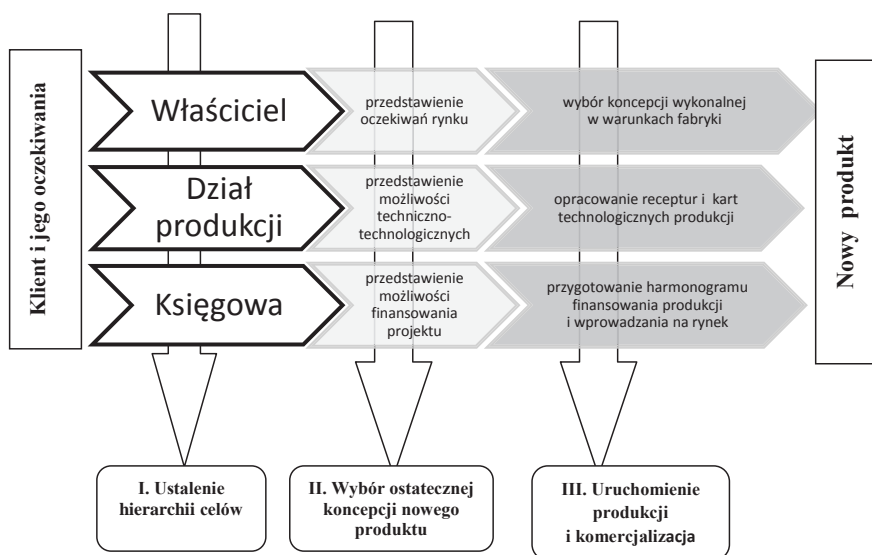 Klient i jego oczekiwania
Właściciel
przedstawienie
oczekiwań rynku
wybór koncepcji wykonalnej
w warunkach fabryki
Dział
produkcji
przedstawienie
możliwości
techniczno-
technologicznych
opracowanie receptur i kart
technologicznych produkcji
Księgowa
przedstawienie
możliwości
finansowania
projektu
przygotowanie harmonogramu
finansowania produkcji
i wprowadzania na rynek
Nowy produkt
I. Ustalenie
hierarchii celów
II. Wybór ostatecznej
koncepcji nowego
produktu
III. Uruchomienie
produkcji
i komercjalizacja